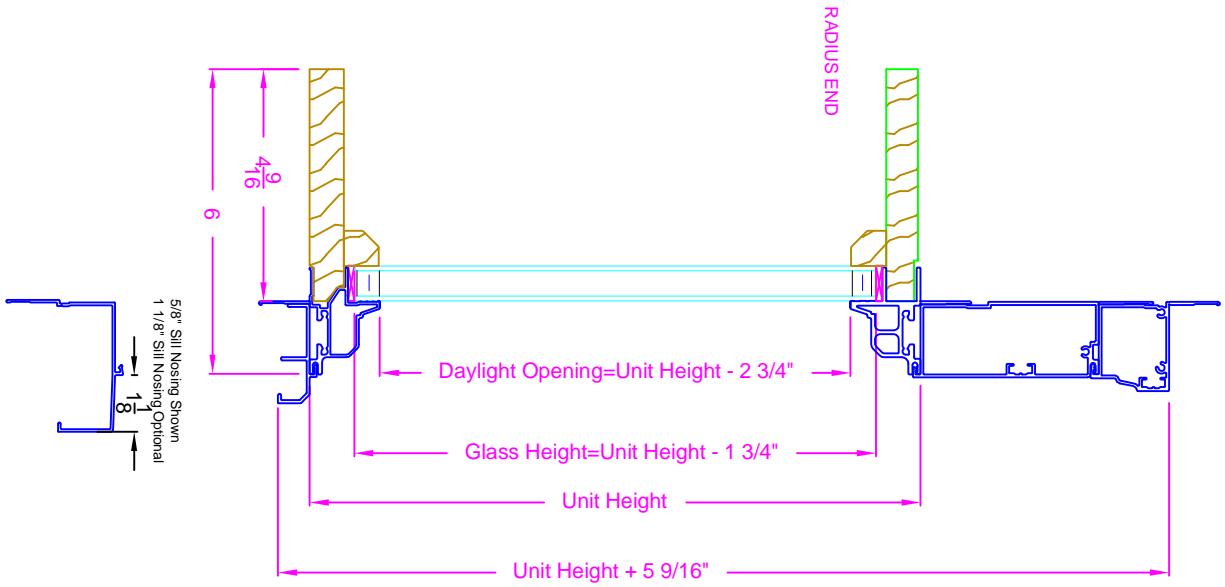 RADIUS END
4 9/16
6
5/8" Sill Nosing Shown
1 1/8" Sill Nosing Optional
1 1/8
Daylight Opening=Unit Height - 2 3/4"
Glass Height=Unit Height - 1 3/4"
Unit Height
Unit Height + 5 9/16"